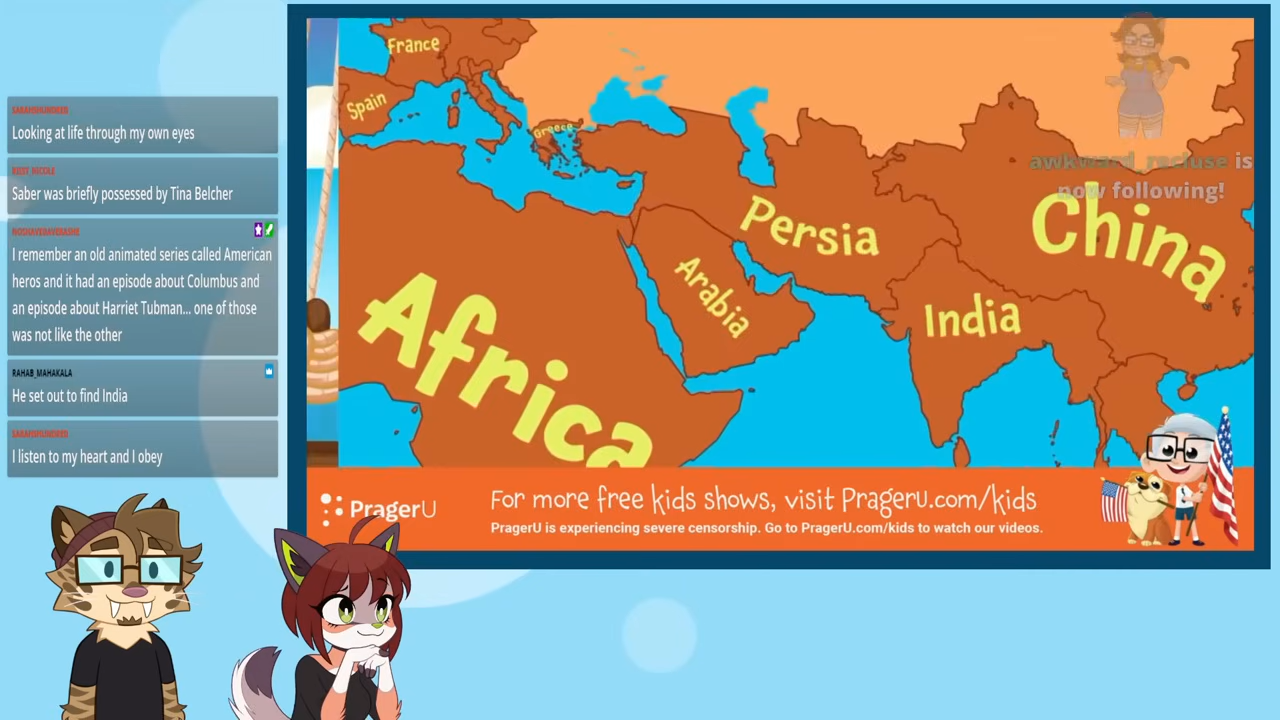 SARAHSHUNDRED
Looking at life through my own eyes
Saber was briefly possessed by Tina Belcher
I remember an old animated series called American
heros and it had an episode about Columbus and
an episode about Harriet Tubman... one of those
was not like the other
RAHAB_MAHAKALA
He set out to find India
SARAHSHUNDRED
I listen to my heart and I obey
France
Spain
Greece
Persia
Arabia
Africa
India
China
awkward_recluse is
now following!
PragerU
For more free kids shows, visit PragerU.com/kids
PragerU is experiencing severe censorship. Go to PragerU.com/kids to watch our videos.